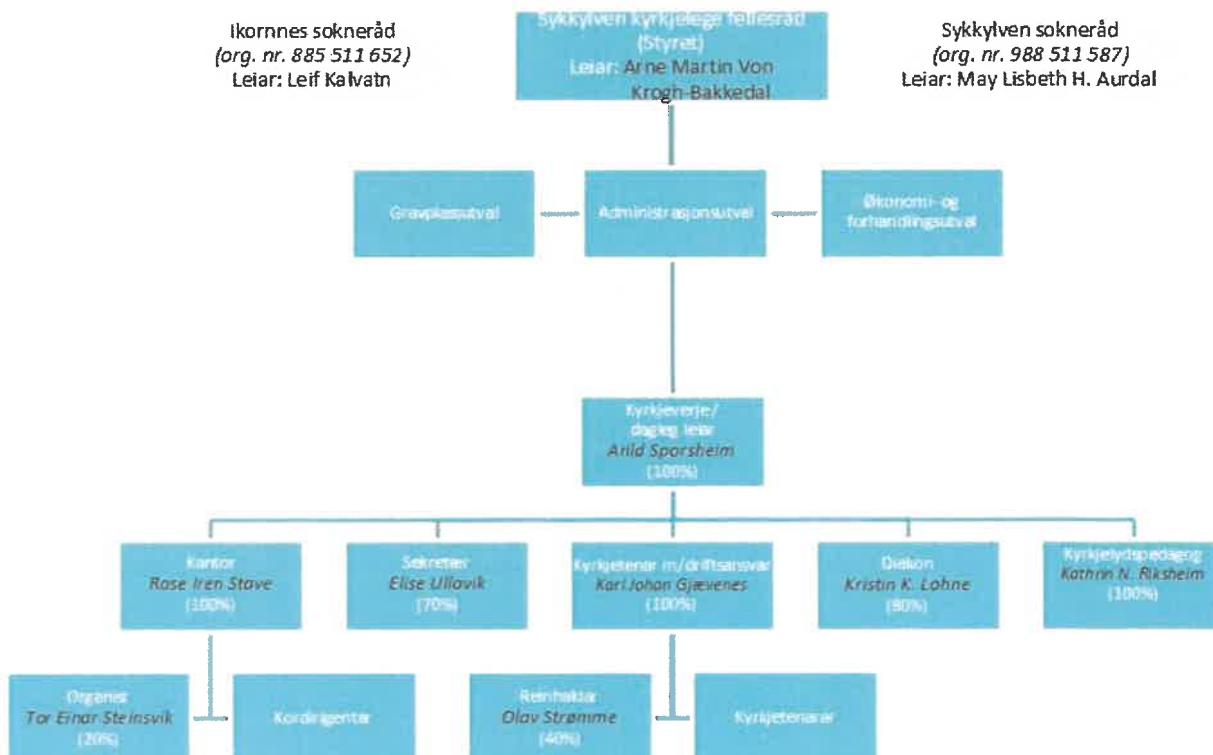 Ikornnes sokneråd
(org. nr. 885 511 652)
Leiar: Leif Kalvatn
Sykkylven kyrkjelege fellesråd
(Styret)
Leiar: Arne Martin Von
Krogh-Bakkedal
Sykkylven sokneråd
(org. nr. 988 511 587)
Leiar: May Lisbeth H. Aurdal
Gravplassutval
Administrasjonsutval
Økonomi- og
forhandlingsutval
Kyrkjeverje/
dagleg leiar
Arild Sporsheim
(100%)
Kantor
Rose Iren Stave
(100%)
Sekretær
Elise Ullavik
(70%)
Kyrkjetenar m/driftsansvar
Karl Johan Gjævenes
(100%)
Diakon
Kristin K. Lohne
(80%)
Kyrkjelydspedagog
Kathrin N. Riksheim
(100%)
Organist
Tor Einar Steinsvik
(20%)
Kordirigentar
Reinhaldar
Olav Strømme
(40%)
Kyrkjetenarar